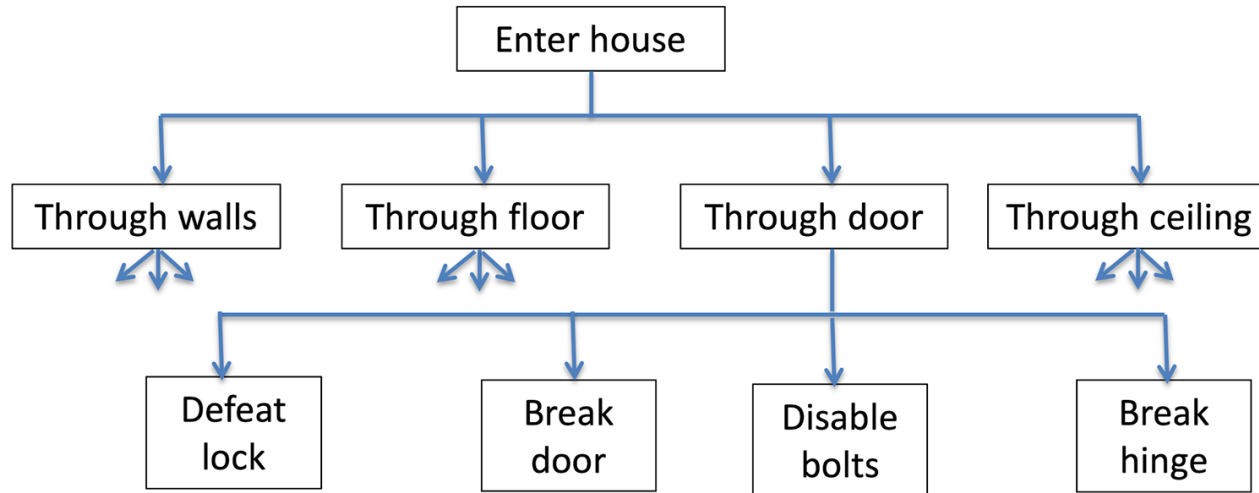 Enter house
Through walls
Through floor
Through door
Through ceiling
Defeat
lock
Break
door
Disable
bolts
Break
hinge